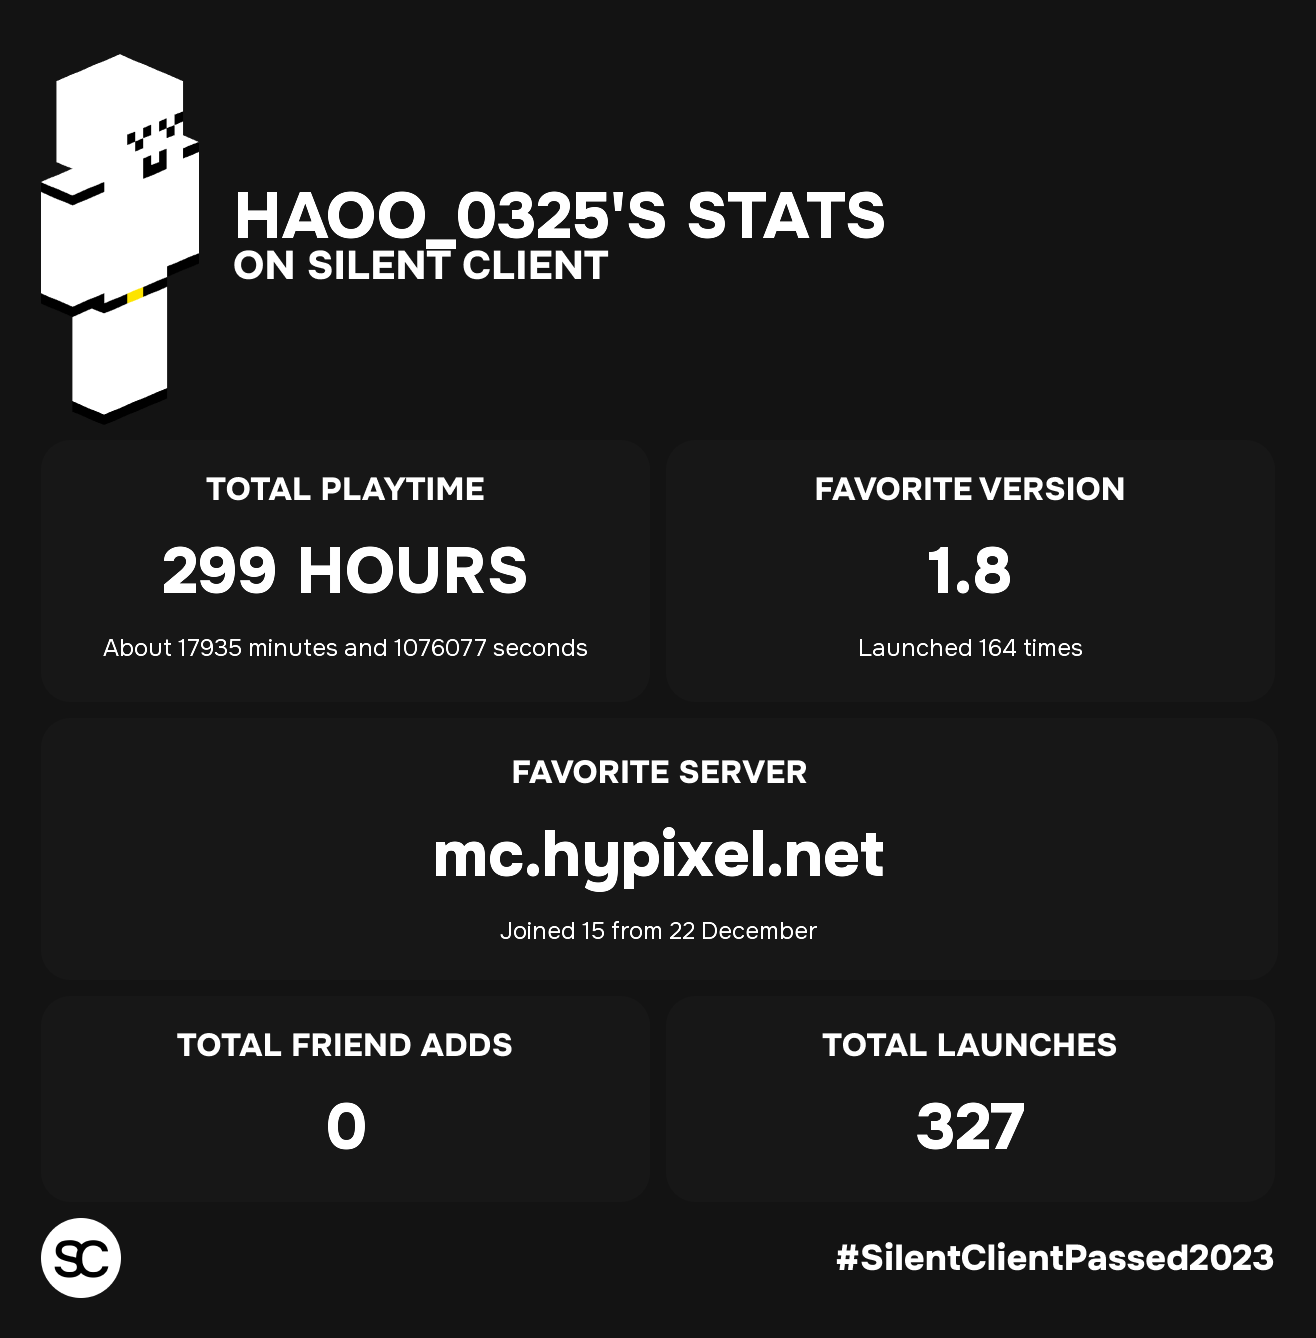 HAOO_0325'S STATS
ON SILENT CLIENT
TOTAL PLAYTIME
299 HOURS
About 17935 minutes and 1076077 seconds
FAVORITE VERSION
1.8
Launched 164 times
FAVORITE SERVER
mc.hypixel.net
Joined 15 from 22 December
TOTAL FRIEND ADDS
0
TOTAL LAUNCHES
327
SC
#SilentClientPassed2023